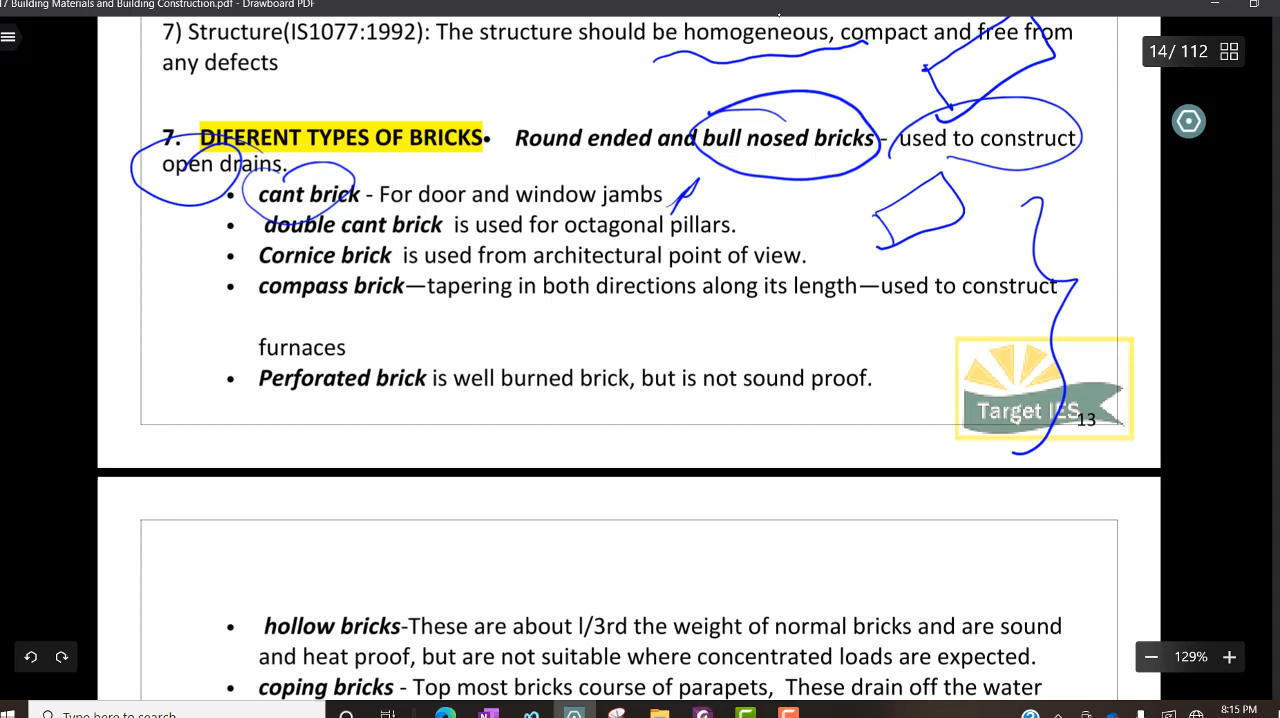 17 Building Materials and Building Construction.pdf - Drawboard PDF
14/ 112
7) Structure(IS1077:1992): The structure should be homogeneous, compact and free from
any defects
7. DIFERENT TYPES OF BRICKS• Round ended and bull nosed bricks- used to construct
open drains.
• cant brick - For door and window jambs
• double cant brick is used for octagonal pillars.
• Cornice brick is used from architectural point of view.
• compass brick—tapering in both directions along its length—used to construct
furnaces
• Perforated brick is well burned brick, but is not sound proof.
Target IES
13
• hollow bricks-These are about l/3rd the weight of normal bricks and are sound
and heat proof, but are not suitable where concentrated loads are expected.
• coping bricks - Top most bricks course of parapets, These drain off the water
129%
8:15 PM
Type here to search